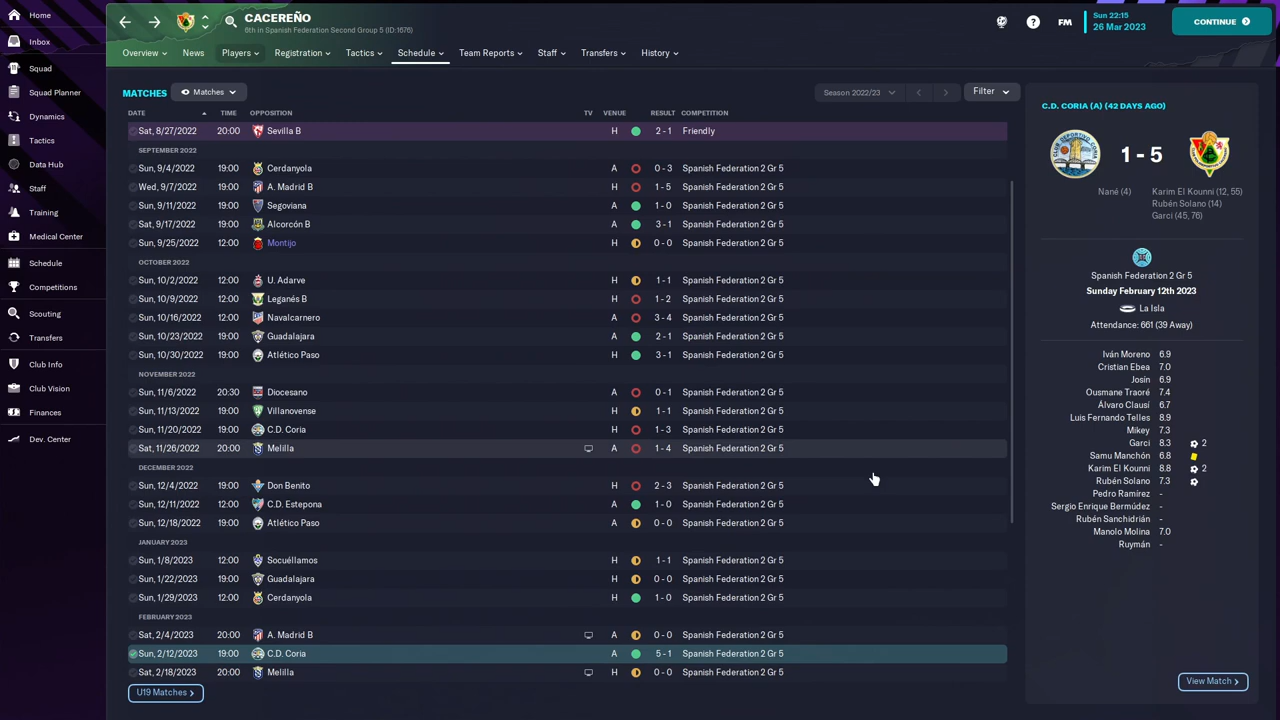 Home
Inbox
Squad
Squad Planner
Dynamics
Tactics
Data Hub
Staff
Training
Medical Center
Schedule
Competitions
Scouting
Transfers
Club Info
Club Vision
Finances
Dev. Center
CACEREÑO
6th in Spanish Federation Second Group 5 (ID:1676)
FM
Sun 22:15
26 Mar 2023
CONTINUE
Overview
News
Players
Registration
Tactics
Schedule
Team Reports
Staff
Transfers
History
MATCHES
Matches
Season 2022/23
Filter
DATE TIME OPPOSITION TV VENUE RESULT COMPETITION
Sat, 8/27/2022 20:00 Sevilla B H 2 - 1 Friendly
SEPTEMBER 2022
Sun, 9/4/2022 19:00 Cerdanyola A 0 - 3 Spanish Federation 2 Gr 5
Wed, 9/7/2022 19:00 A. Madrid B H 1 - 5 Spanish Federation 2 Gr 5
Sun, 9/11/2022 19:00 Segoviana A 1 - 0 Spanish Federation 2 Gr 5
Sat, 9/17/2022 19:00 Alcorcón B A 3 - 1 Spanish Federation 2 Gr 5
Sun, 9/25/2022 12:00 Montijo H 0 - 0 Spanish Federation 2 Gr 5
OCTOBER 2022
Sun, 10/2/2022 12:00 U. Adarve H 1 - 1 Spanish Federation 2 Gr 5
Sun, 10/9/2022 12:00 Leganés B H 1 - 2 Spanish Federation 2 Gr 5
Sun, 10/16/2022 12:00 Navalcarnero A 3 - 4 Spanish Federation 2 Gr 5
Sun, 10/23/2022 19:00 Guadalajara A 2 - 1 Spanish Federation 2 Gr 5
Sun, 10/30/2022 19:00 Atlético Paso H 3 - 1 Spanish Federation 2 Gr 5
NOVEMBER 2022
Sun, 11/6/2022 20:30 Diocesano A 0 - 1 Spanish Federation 2 Gr 5
Sun, 11/13/2022 19:00 Villanovense H 1 - 1 Spanish Federation 2 Gr 5
Sun, 11/20/2022 19:00 C.D. Coria H 1 - 3 Spanish Federation 2 Gr 5
Sat, 11/26/2022 20:00 Melilla A 1 - 4 Spanish Federation 2 Gr 5
DECEMBER 2022
Sun, 12/4/2022 19:00 Don Benito H 2 - 3 Spanish Federation 2 Gr 5
Sun, 12/11/2022 12:00 C.D. Estepona A 1 - 0 Spanish Federation 2 Gr 5
Sun, 12/18/2022 19:00 Atlético Paso A 0 - 0 Spanish Federation 2 Gr 5
JANUARY 2023
Sun, 1/8/2023 12:00 Socuéllamos H 1 - 1 Spanish Federation 2 Gr 5
Sun, 1/22/2023 19:00 Guadalajara H 0 - 0 Spanish Federation 2 Gr 5
Sun, 1/29/2023 12:00 Cerdanyola H 1 - 0 Spanish Federation 2 Gr 5
FEBRUARY 2023
Sat, 2/4/2023 20:00 A. Madrid B A 0 - 0 Spanish Federation 2 Gr 5
Sun, 2/12/2023 19:00 C.D. Coria A 5 - 1 Spanish Federation 2 Gr 5
Sat, 2/18/2023 20:00 Melilla H 0 - 0 Spanish Federation 2 Gr 5
U19 Matches
C.D. CORIA (A) (42 DAYS AGO)
1 - 5
Nané (4)
Karim El Kounni (12, 55)
Rubén Solano (14)
Garci (45, 76)
Spanish Federation 2 Gr 5
Sunday February 12th 2023
La Isla
Attendance: 661 (39 Away)
Iván Moreno 6.9
Cristian Ebea 7.0
Josín 6.9
Ousmane Traoré 7.4
Álvaro Clausí 6.7
Luis Fernando Telles 8.9
Mikey 7.3
Garci 8.3 2
Samu Manchón 6.8
Karim El Kounni 8.8 2
Rubén Solano 7.3
Pedro Ramírez -
Sergio Enrique Bermúdez -
Rubén Sanchidrián -
Manolo Molina 7.0
Ruymán -
View Match